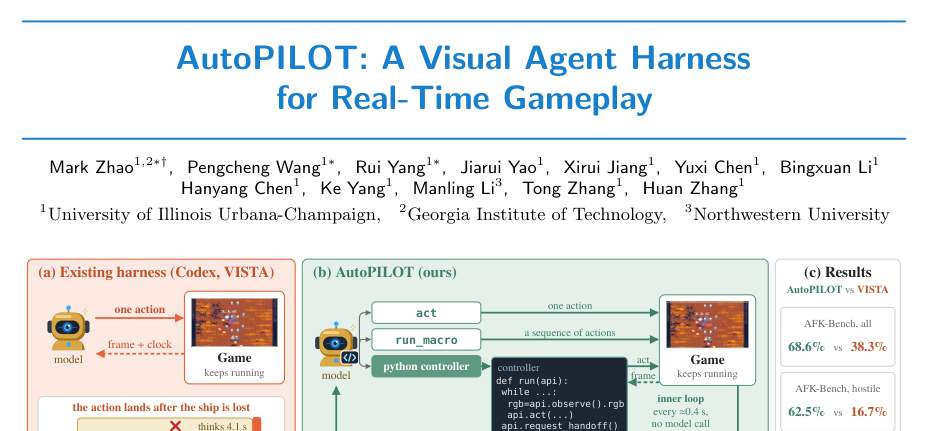 AutoPILOT: A Visual Agent Harness
for Real-Time Gameplay
Mark Zhao1,2∗†, Pengcheng Wang1∗, Rui Yang1∗, Jiarui Yao1, Xirui Jiang1, Yuxi Chen1, Bingxuan Li1
Hanyang Chen1, Ke Yang1, Manling Li3, Tong Zhang1, Huan Zhang1
1University of Illinois Urbana-Champaign, 2Georgia Institute of Technology, 3Northwestern University
(a) Existing harness (Codex, VISTA)
one action
frame + clock
model
Game
keeps running
the action lands after the ship is lost
thinks 4.1 s
(b) AutoPILOT (ours)
model
act
run_macro
python controller
one action
a sequence of actions
act
frame
controller
def run(api):
while ...:
rgb=api.observe().rgb
api.act(...)
api.request_handoff()
Game
keeps running
inner loop
every ≈0.4 s,
no model call
(c) Results
AutoPILOT vs VISTA
AFK-Bench, all
68.6% vs 38.3%
AFK-Bench, hostile
62.5% vs 16.7%